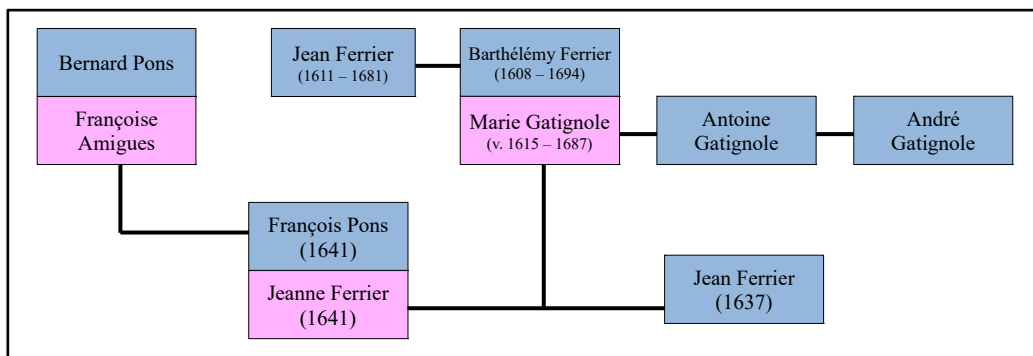 Bernard Pons
Françoise
Amigues
Jean Ferrier
(1611 – 1681)
Barthélémy Ferrier
(1608 – 1694)
Marie Gatignole
(v. 1615 – 1687)
Antoine
Gatignole
André
Gatignole
François Pons
(1641)
Jeanne Ferrier
(1641)
Jean Ferrier
(1637)